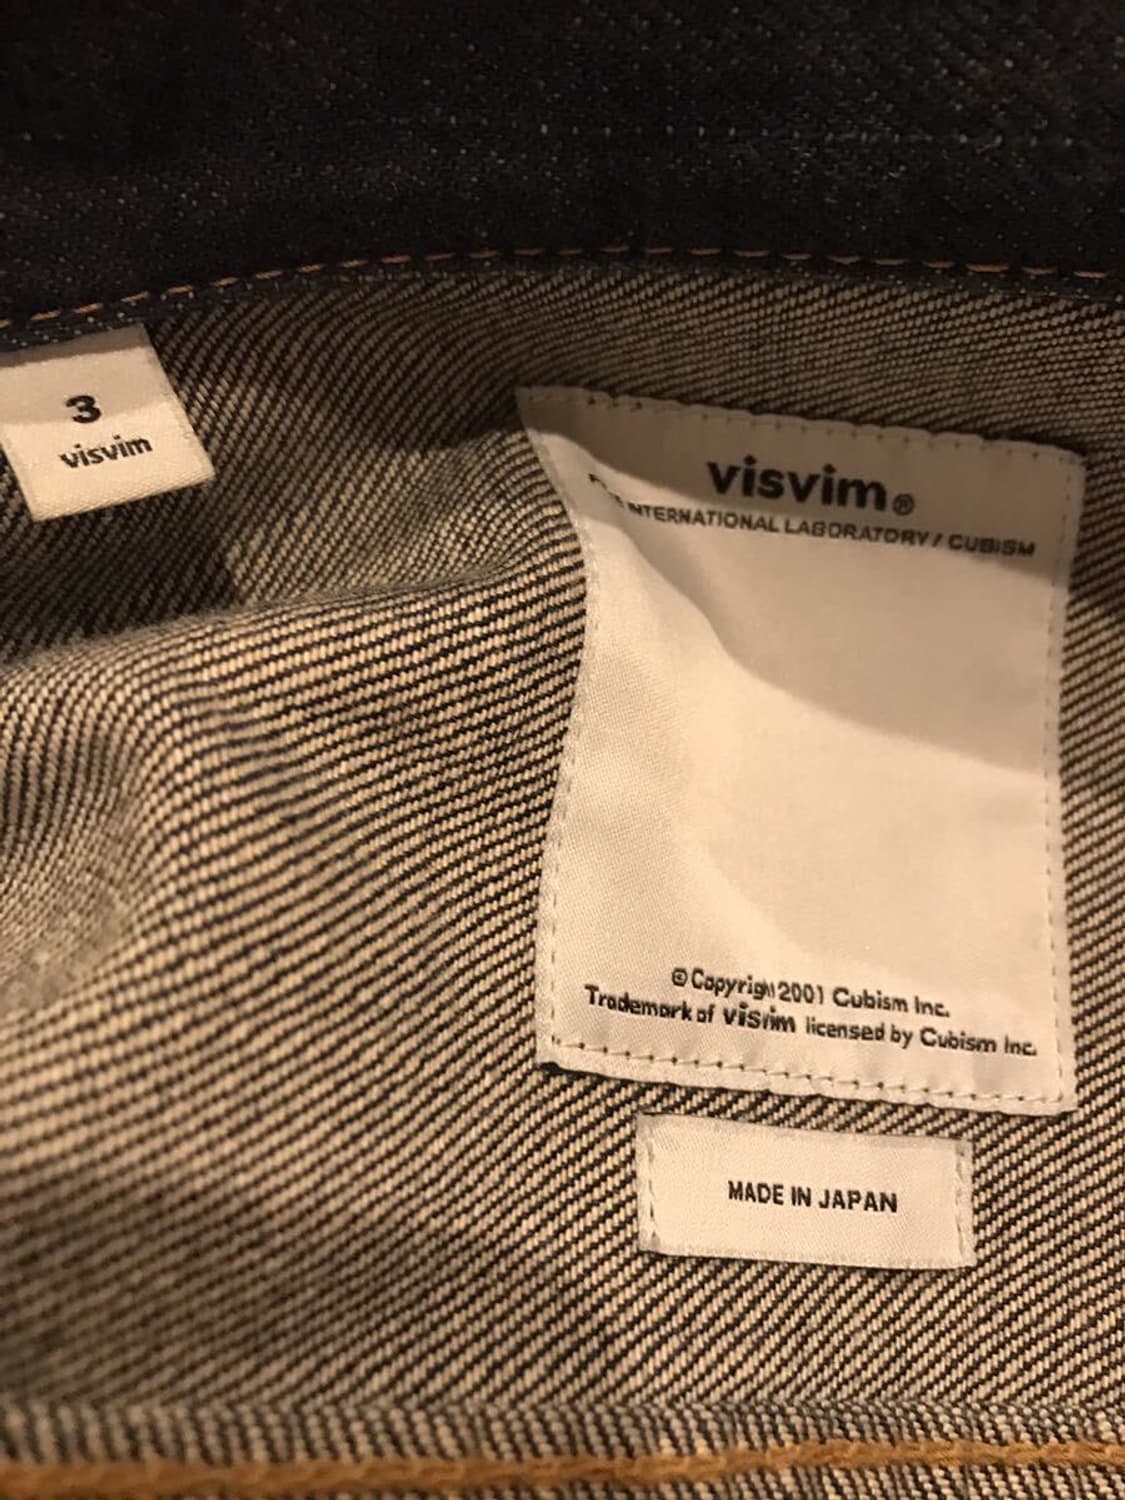 3
visvim
visvim®
INTERNATIONAL LABORATORY / CUBISM
© Copyright 2001 Cubism Inc.
Trademark of visvim licensed by Cubism Inc.
MADE IN JAPAN